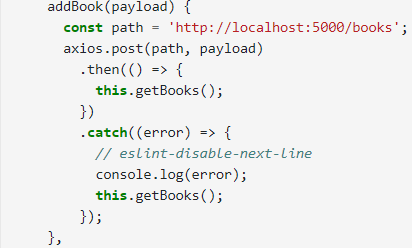 addBook(payload) {
const path = 'http://localhost:5000/books';
axios.post(path, payload)
.then(() => {
this.getBooks();
})
.catch((error) => {
// eslint-disable-next-line
console.log(error);
this.getBooks();
});
},